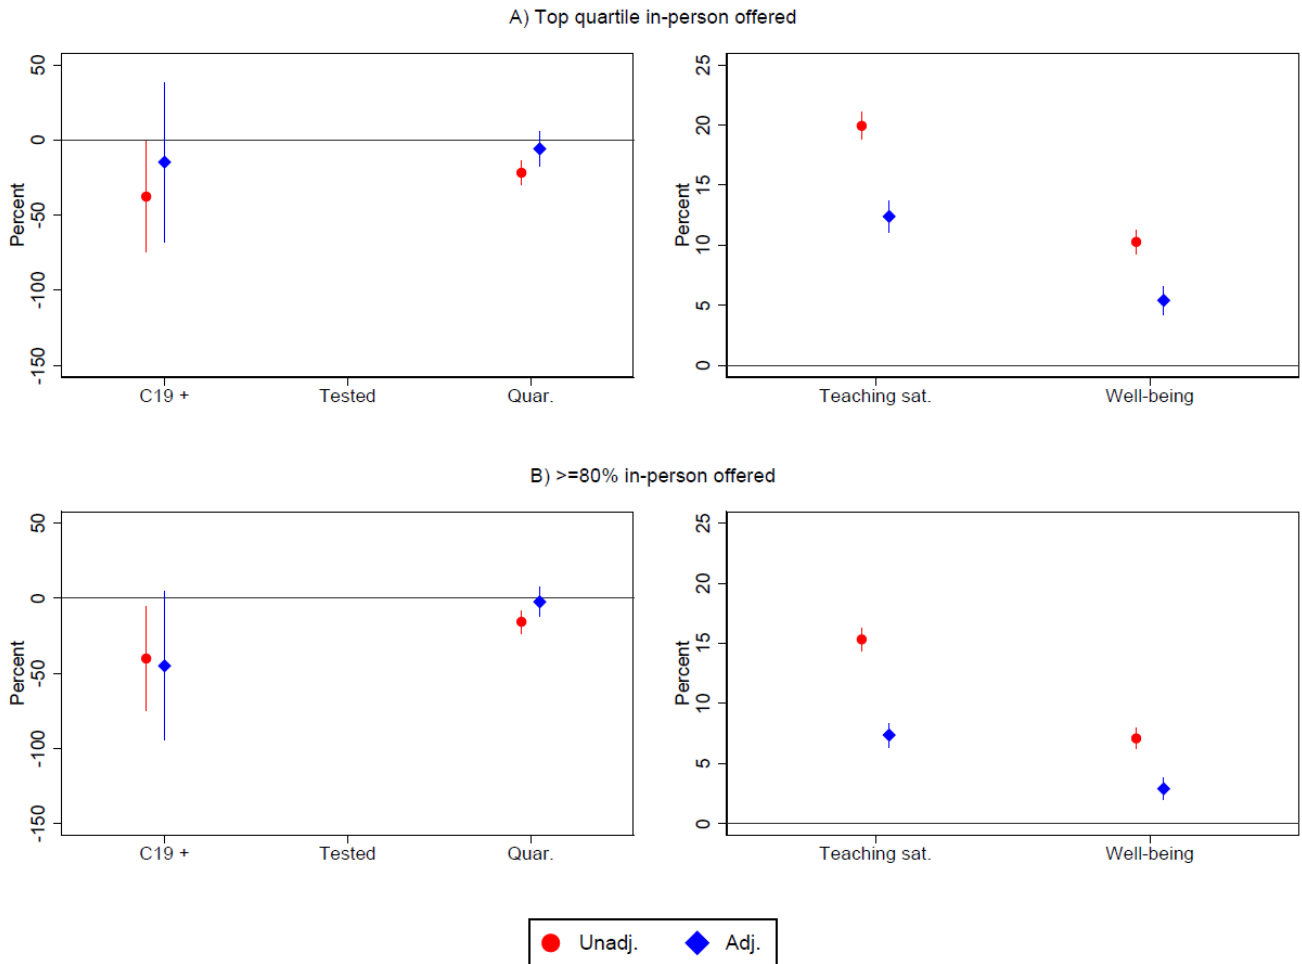 A) Top quartile in-person offered
Percent
50
0
-50
-100
-150
C19 +
Tested
Quar.
Percent
25
20
15
10
5
0
Teaching sat.
Well-being
B) >=80% in-person offered
Percent
50
0
-50
-100
-150
C19 +
Tested
Quar.
Percent
25
20
15
10
5
0
Teaching sat.
Well-being
Unadj.
Adj.